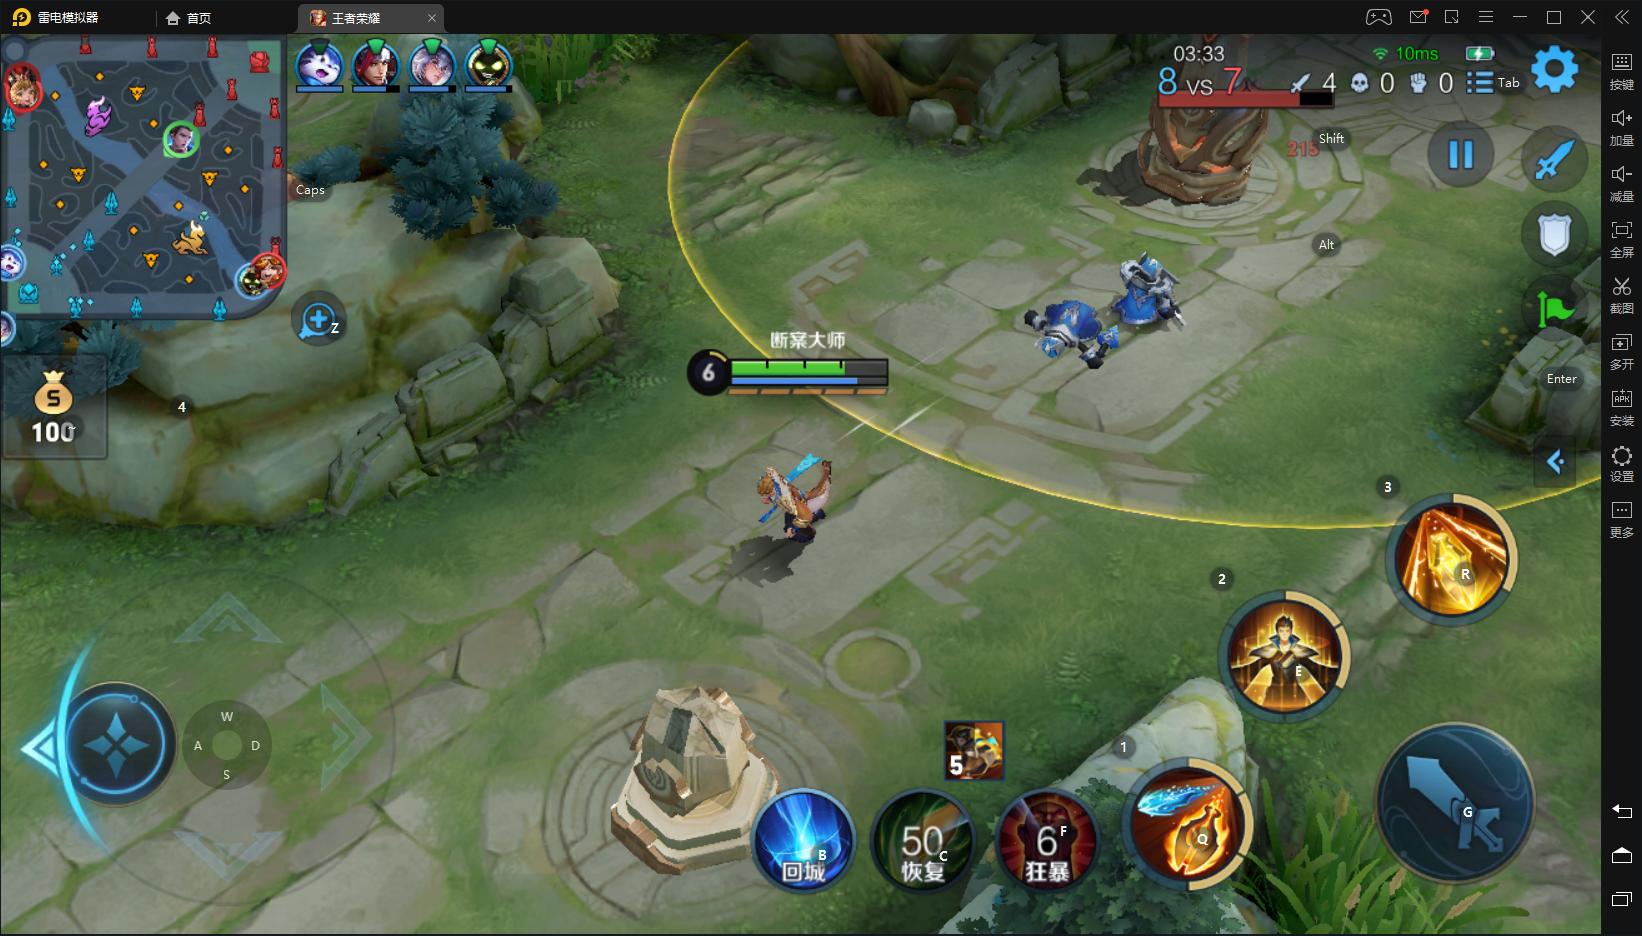 雷电模拟器
首页
王者荣耀
×
03:33
10ms
8 vs 7
4
0
0
Tab
按键
加量
减量
全屏
截图
多开
安装
设置
更多
215
Shift
Caps
Alt
Z
断案大师
6
Enter
S
100
~
4
3
R
2
E
W
A
D
S
1
5
B
回城
50
C
恢复
6
F
狂暴
Q
G
APK